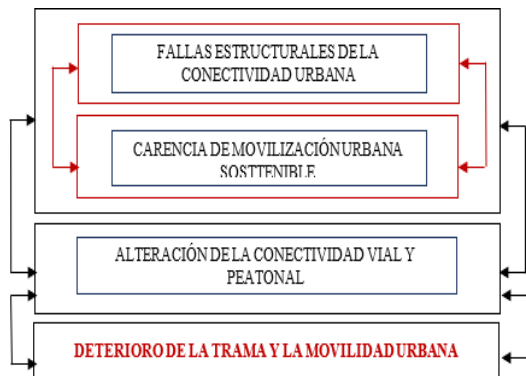 FALLAS ESTRUCTURALES DE LA
CONECTIVIDAD URBANA
CARENCIA DE MOVILIZACIÓN URBANA
SOSTTENIBLE
ALTERACIÓN DE LA CONECTIVIDAD VIAL Y
PEATONAL
DETERIORO DE LA TRAMA Y LA MOVILIDAD URBANA